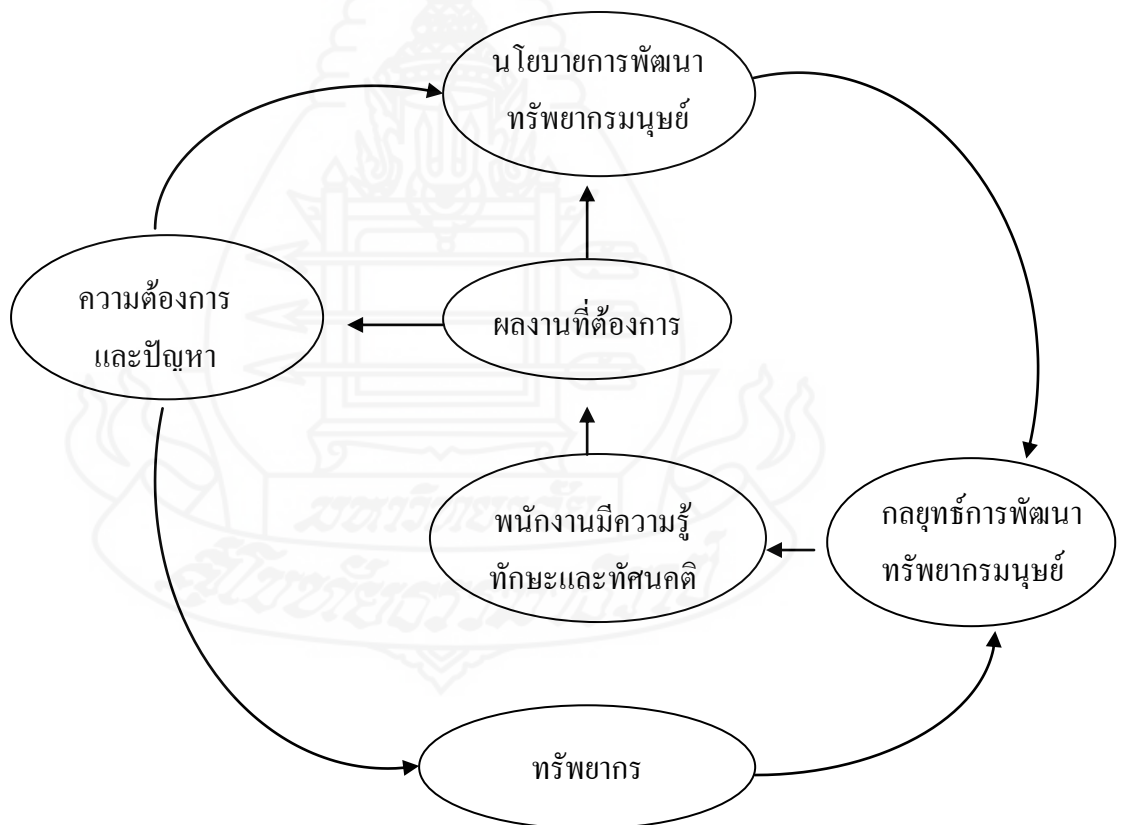 นโยบายการพัฒนา
ทรัพยากรมนุษย์
ความต้องการ
และปัญหา
ผลงานที่ต้องการ
พนักงานมีความรู้
ทักษะและทัศนคติ
กลยุทธ์การพัฒนา
ทรัพยากรมนุษย์
ทรัพยากร